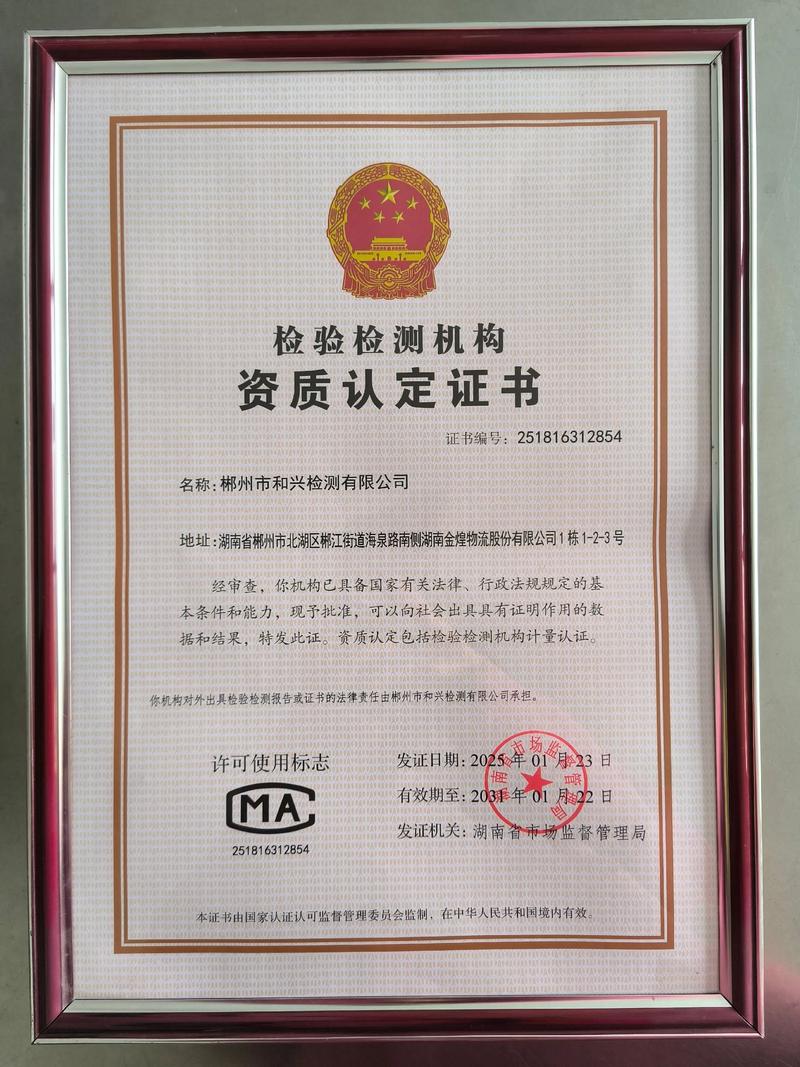 检验检测机构
资质认定证书
证书编号：251816312854
名称：郴州市和兴检测有限公司
地址：湖南省郴州市北湖区郴江街道海泉路南侧湖南金煌物流股份有限公司1栋1-2-3号
经审查，你机构已具备国家有关法律、行政法规规定的基
本条件和能力，现予批准，可以向社会出具具有证明作用的数
据和结果，特发此证。资质认定包括检验检测机构计量认证。
你机构对外出具检验检测报告或证书的法律责任由郴州市和兴检测有限公司承担。
许可使用标志
MA
251816312854
发证日期：2025年01月23日
有效期至：2031年01月22日
发证机关：湖南省市场监督管理局
湖南省市场监督管理局
本证书由国家认证认可监督管理委员会监制，在中华人民共和国境内有效。